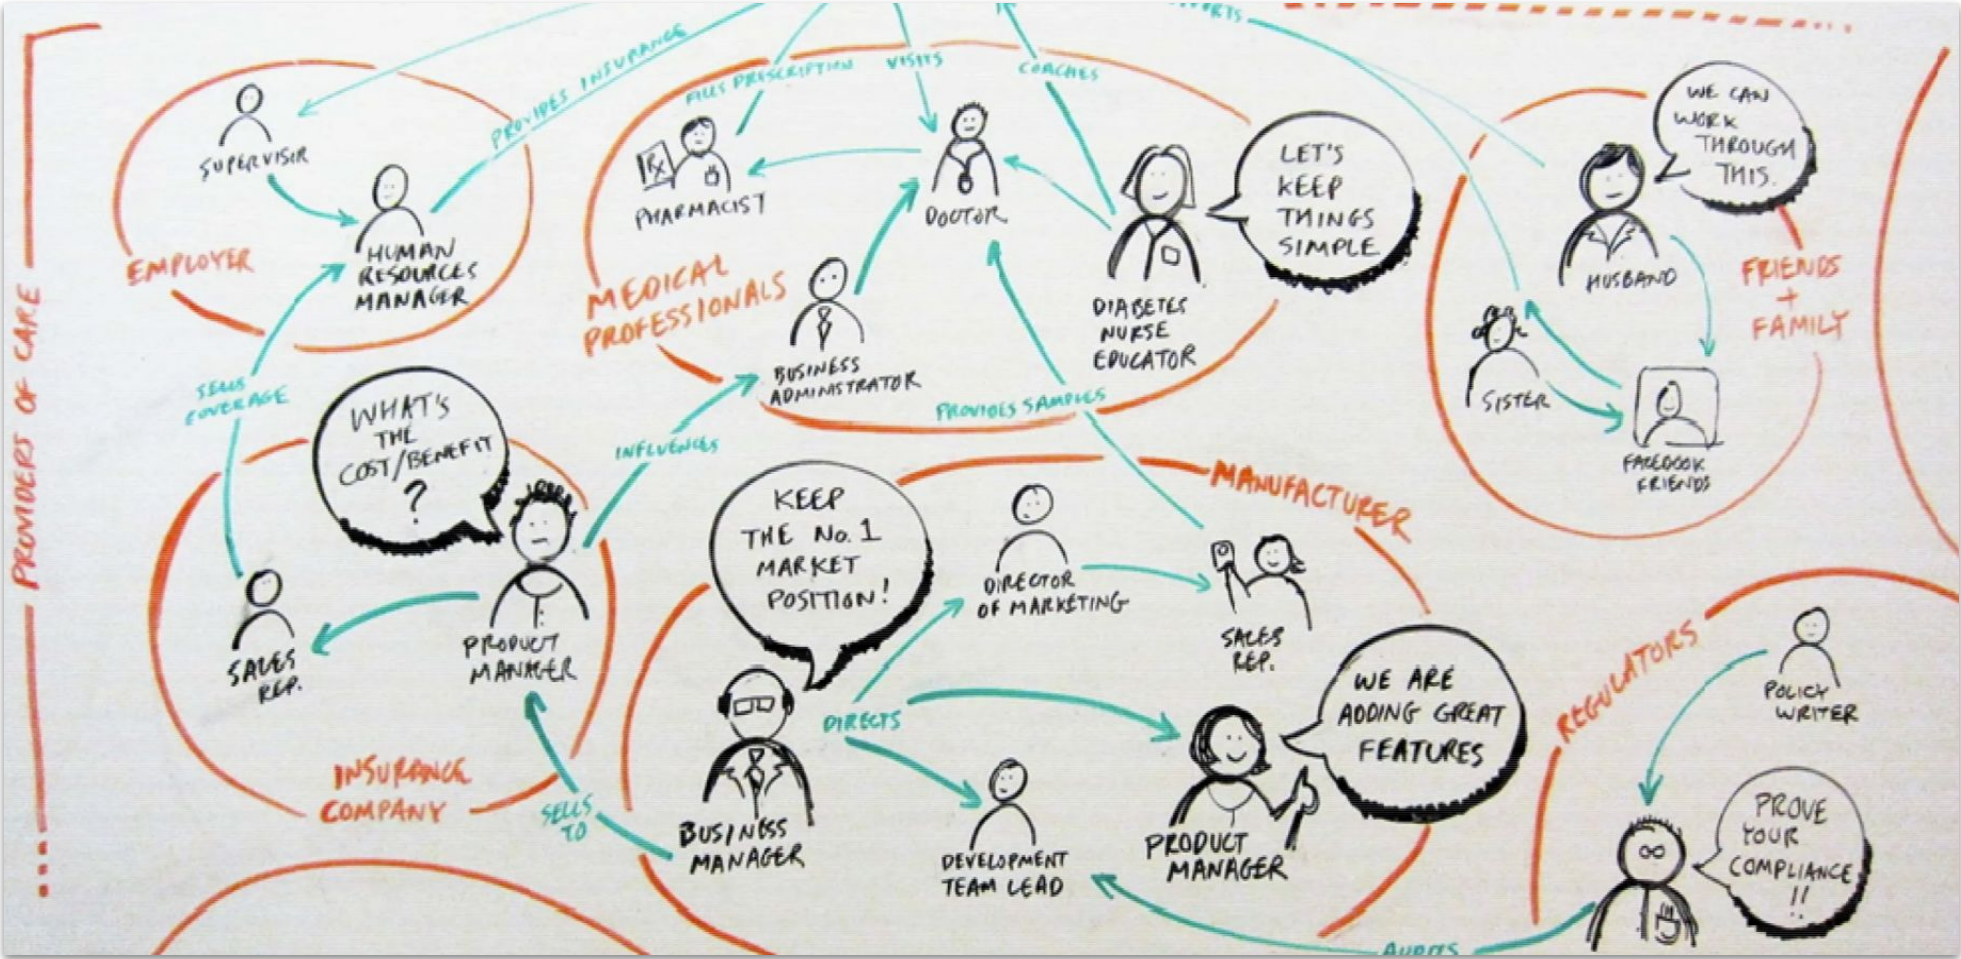 PROVIDERS OF CARE
SUPERVISIR
HUMAN
RESOURCES
MANAGER
EMPLOYER
PROVIDES INSURANCE
FILLS PRESCRIPTION
VISITS
COACHES
Rx
PHARMACIST
DOCTOR
LET'S
KEEP
THINGS
SIMPLE
DIABETES
NURSE
EDUCATOR
MEDICAL
PROFESSIONALS
BUSINESS
ADMINISTRATOR
WE CAN
WORK
THROUGH
THIS.
HUSBAND
FRIENDS
+
FAMILY
SISTER
FACEBOOK
FRIENDS
SELLS
COVERAGE
WHAT'S
THE
COST/BENEFIT
?
INFLUENCES
PROVIDES SAMPLES
SALES
REP.
PRODUCT
MANAGER
INSURANCE
COMPANY
SELLS
TO
MANUFACTURER
KEEP
THE No. 1
MARKET
POSITION!
DIRECTOR
OF MARKETING
SALES
REP.
BUSINESS
MANAGER
DIRECTS
DEVELOPMENT
TEAM LEAD
PRODUCT
MANAGER
WE ARE
ADDING GREAT
FEATURES
REGULATORS
POLICY
WRITER
PROVE
YOUR
COMPLIANCE
!!
AUDITS